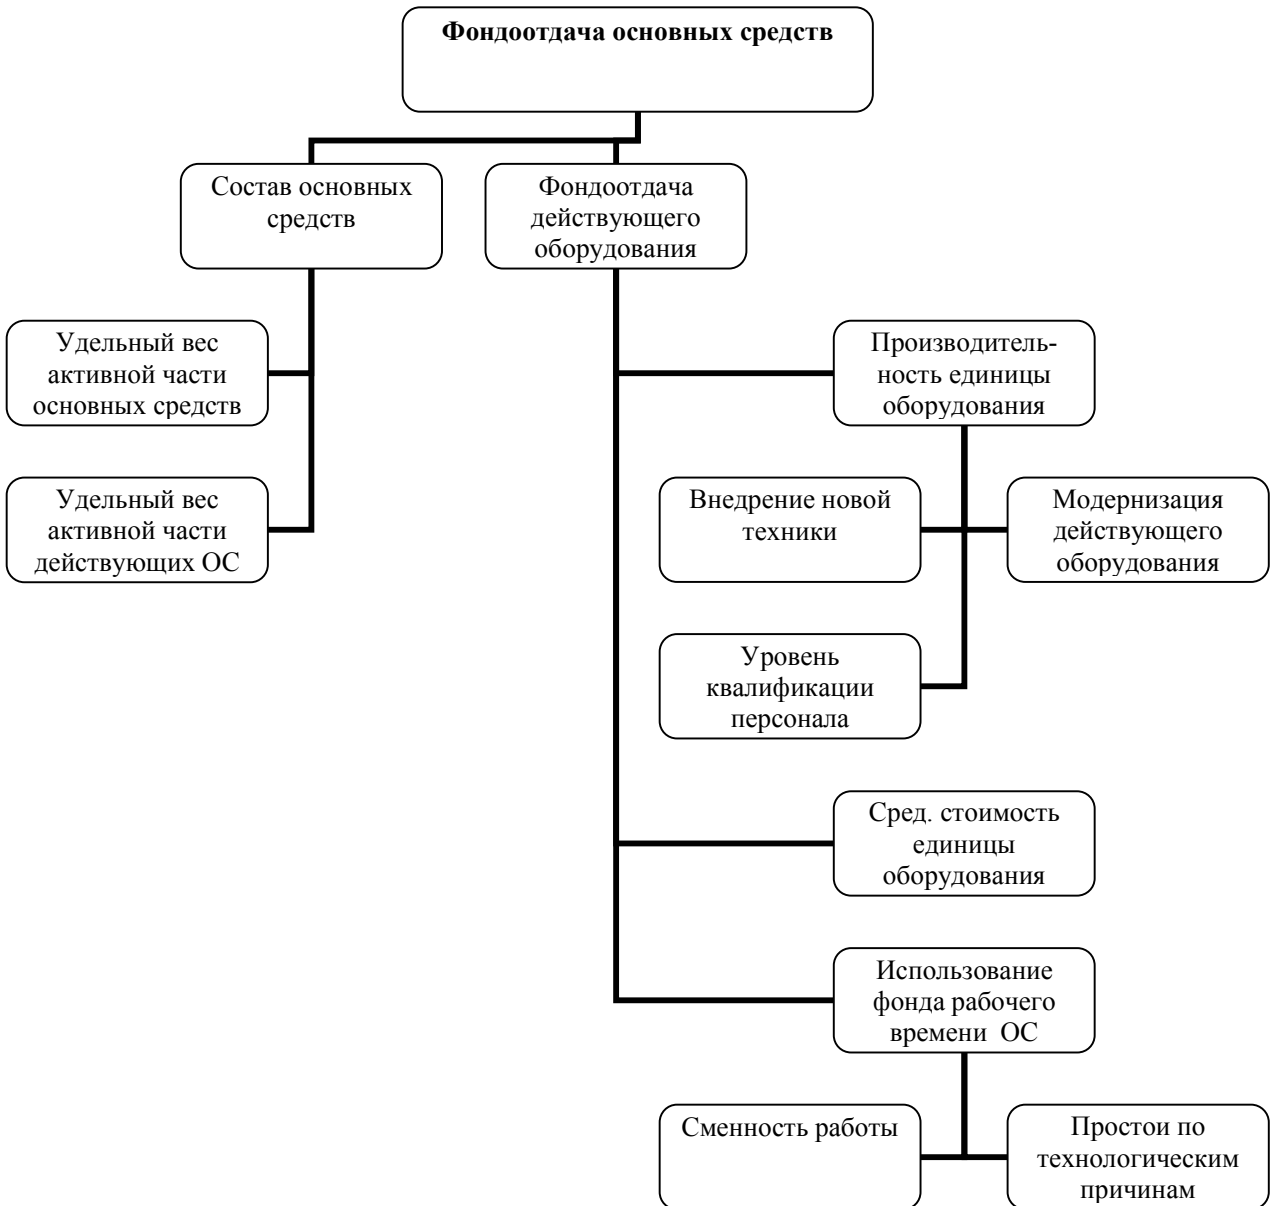 Фондоотдача основных средств
Состав основных
средств
Фондоотдача
действующего
оборудования
Удельный вес
активной части
основных средств
Производитель-
ность единицы
оборудования
Удельный вес
активной части
действующих ОС
Внедрение новой
техники
Модернизация
действующего
оборудования
Уровень
квалификации
персонала
Сред. стоимость
единицы
оборудования
Использование
фонда рабочего
времени  ОС
Сменность работы
Простои по
технологическим
причинам